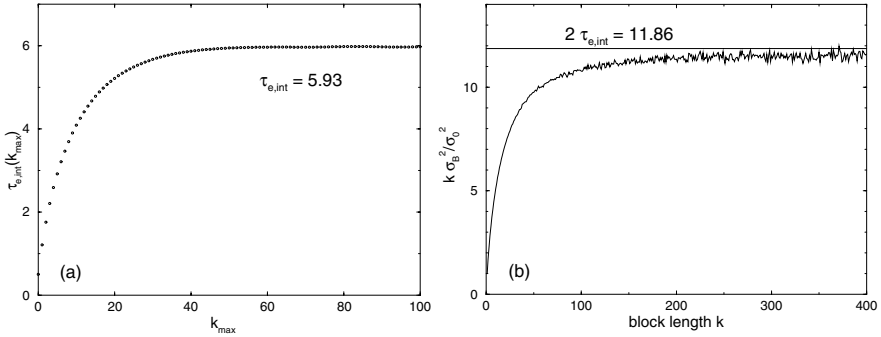 6
4
2
0
τe,int(kmax)
τe,int = 5.93
(a)
0 20 40 60 80 100
kmax
10
5
0
k σB²/σ0²
2 τe,int = 11.86
(b)
0 100 200 300 400
block length k